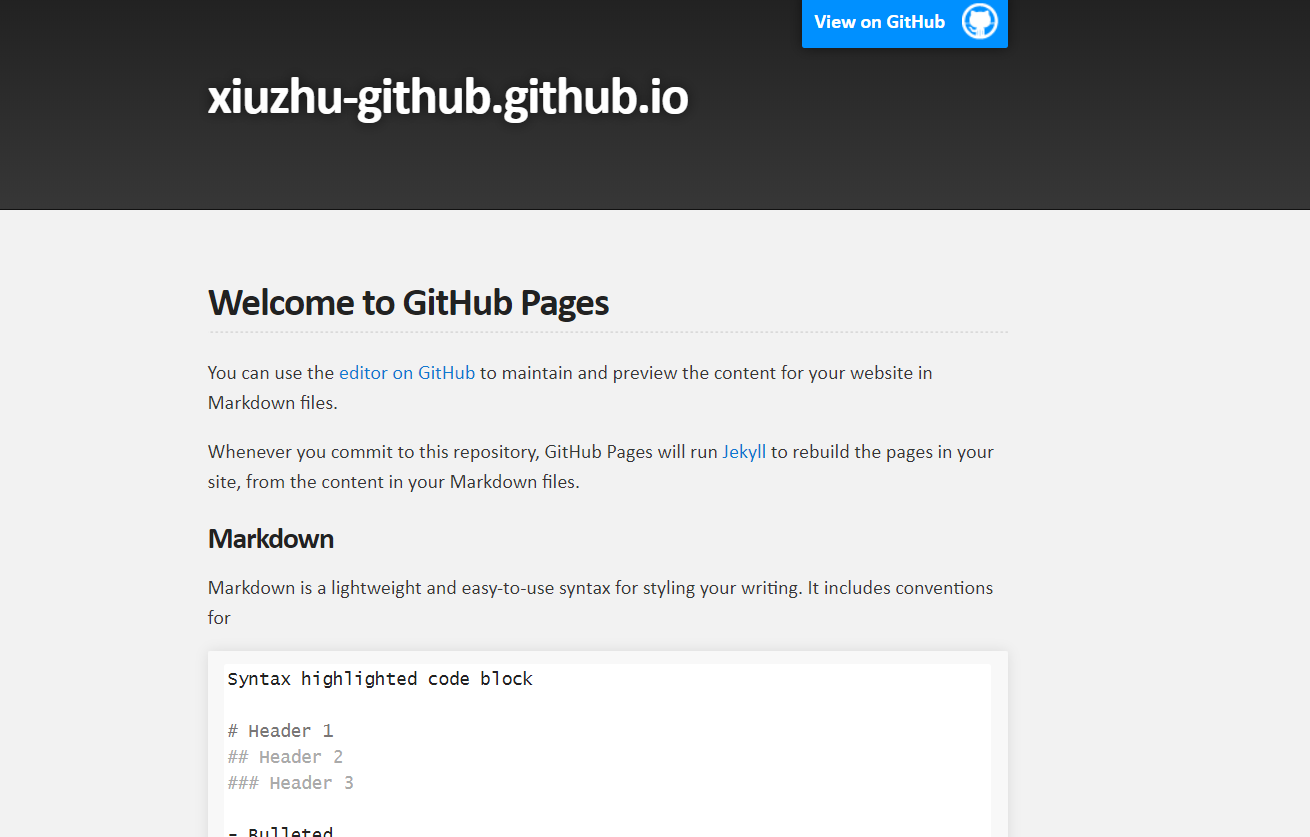 View on GitHub
xiuzhu-github.github.io
Welcome to GitHub Pages
You can use the editor on GitHub to maintain and preview the content for your website in
Markdown files.
Whenever you commit to this repository, GitHub Pages will run Jekyll to rebuild the pages in your
site, from the content in your Markdown files.
Markdown
Markdown is a lightweight and easy-to-use syntax for styling your writing. It includes conventions
for
Syntax highlighted code block
# Header 1
## Header 2
### Header 3
- Bulleted